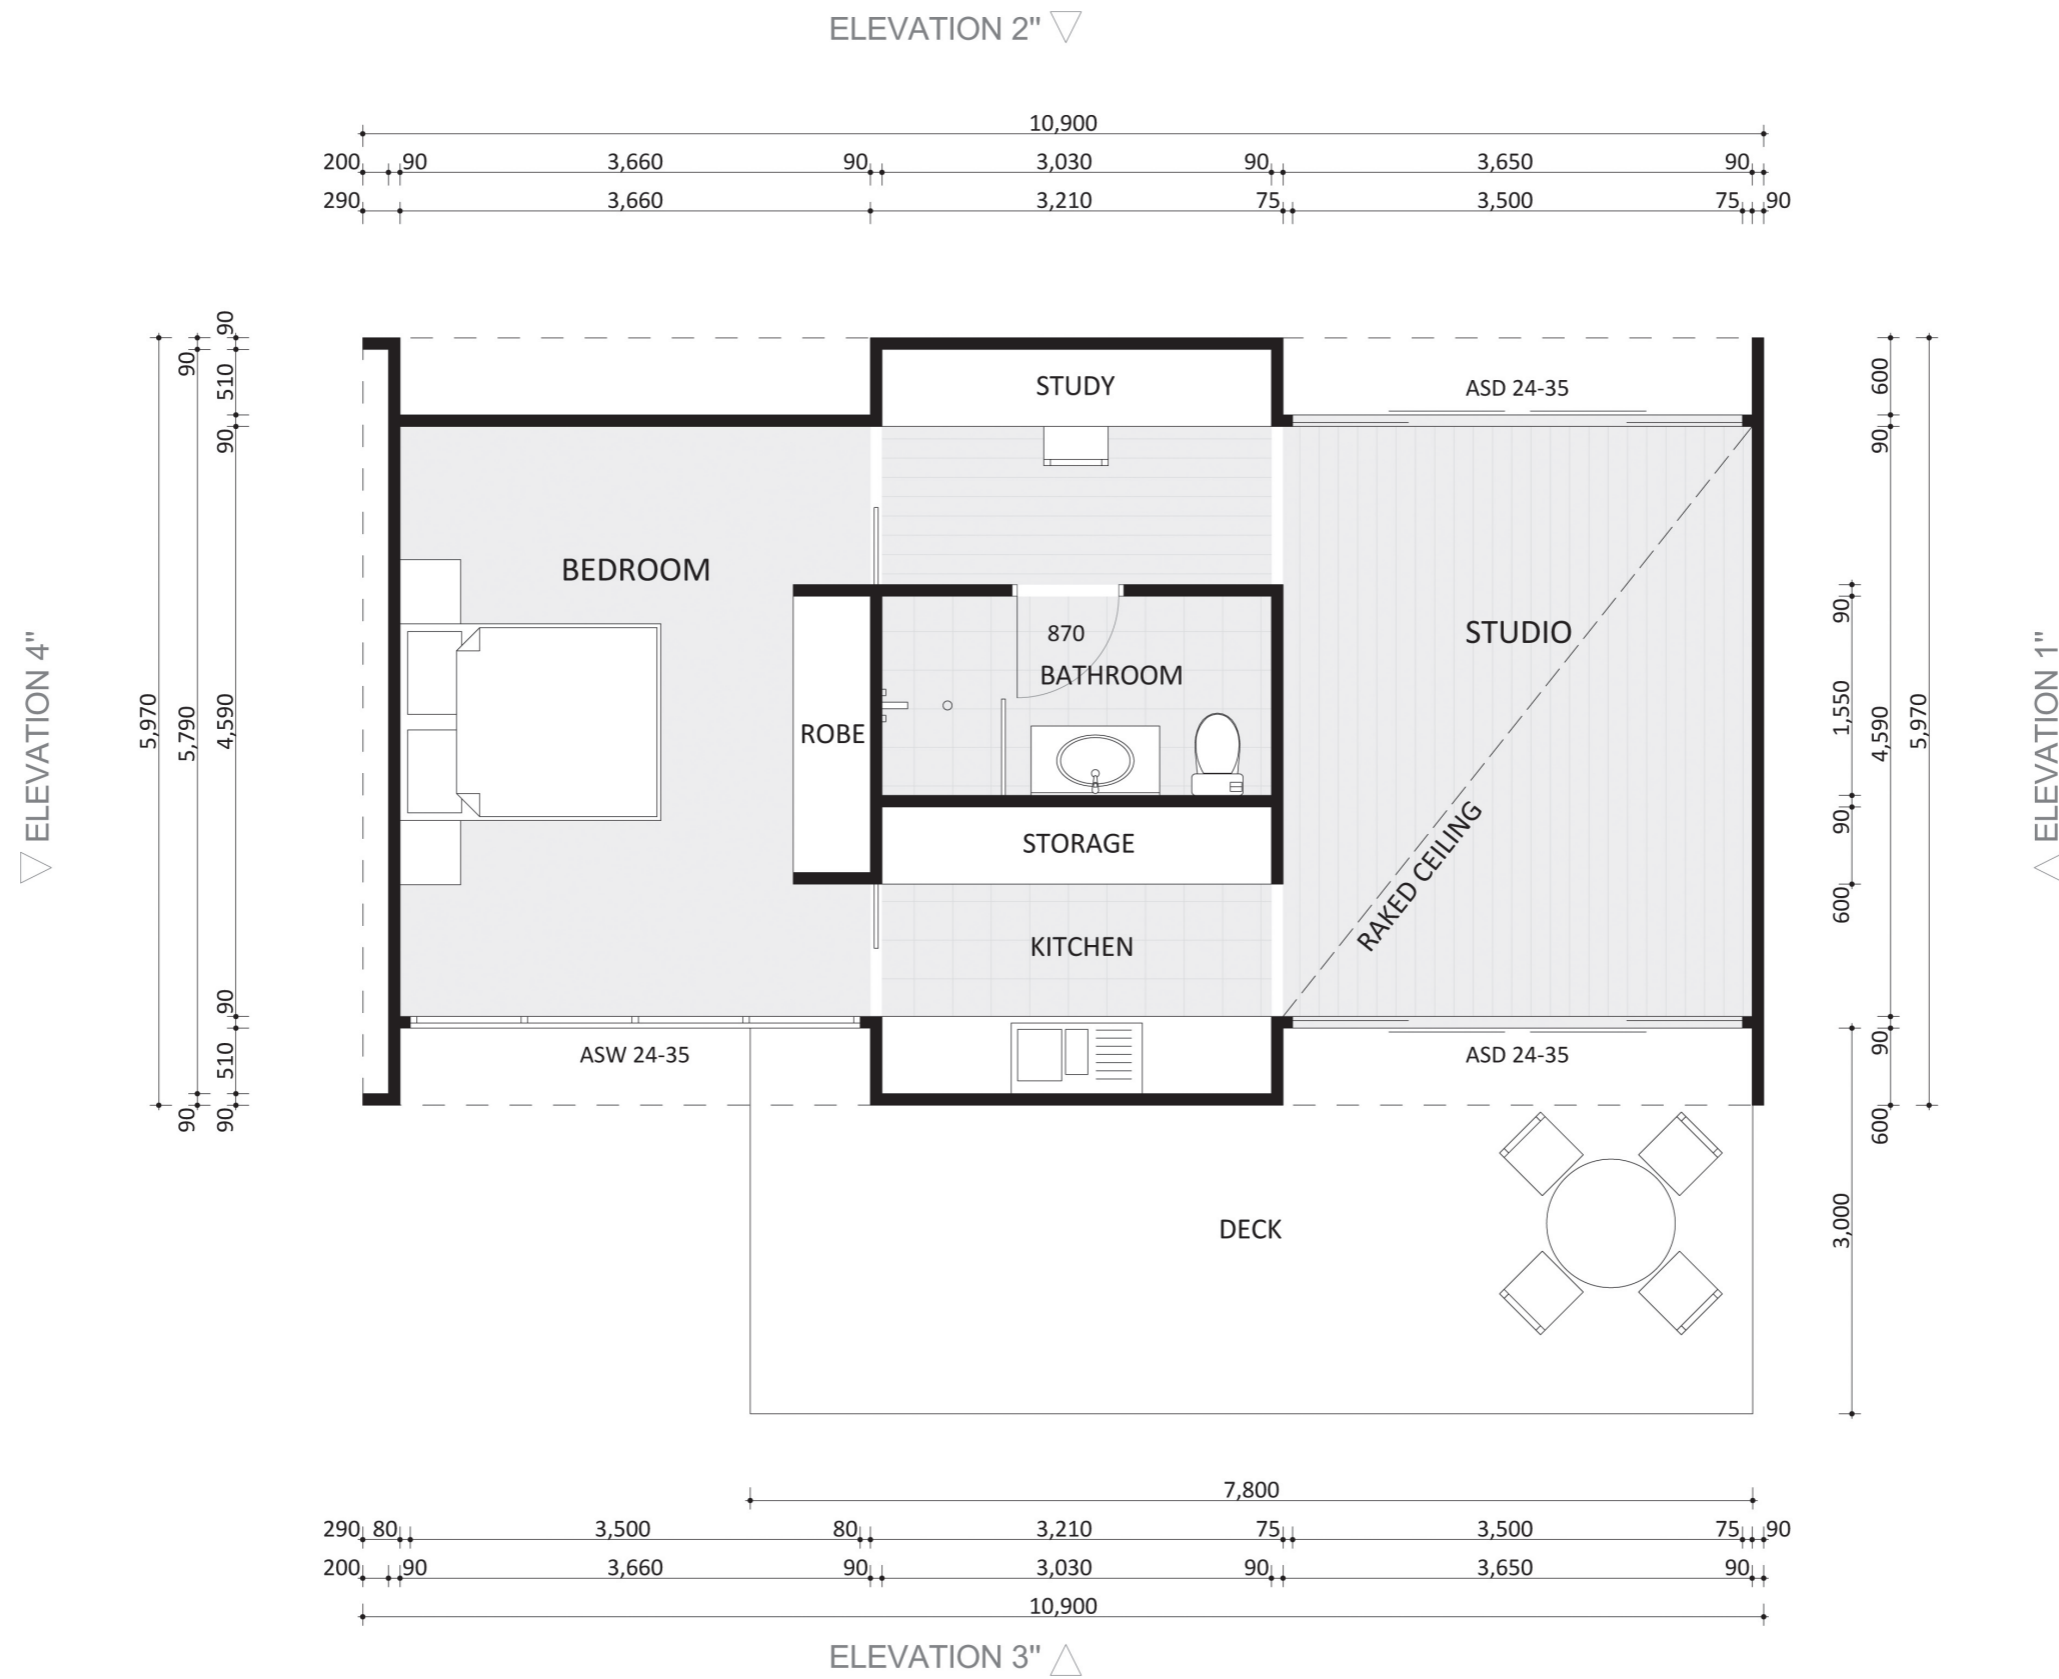 ELEVATION 2"
10,900
200 90 3,660 90 3,030 90 3,650 90
290 3,660 3,210 75 3,500 75 90
90
90
510
90
5,970
5,790
4,590
90
510
90
90
ELEVATION 4"
STUDY
ASD 24-35
BEDROOM
870
BATHROOM
STUDIO
ROBE
STORAGE
RAKED CEILING
KITCHEN
ASW 24-35
ASD 24-35
DECK
600
90
90
1,550
4,590
5,970
90
600
90
600
3,000
ELEVATION 1"
7,800
290 80 3,500 80 3,210 75 3,500 75 90
200 90 3,660 90 3,030 90 3,650 90
10,900
ELEVATION 3"